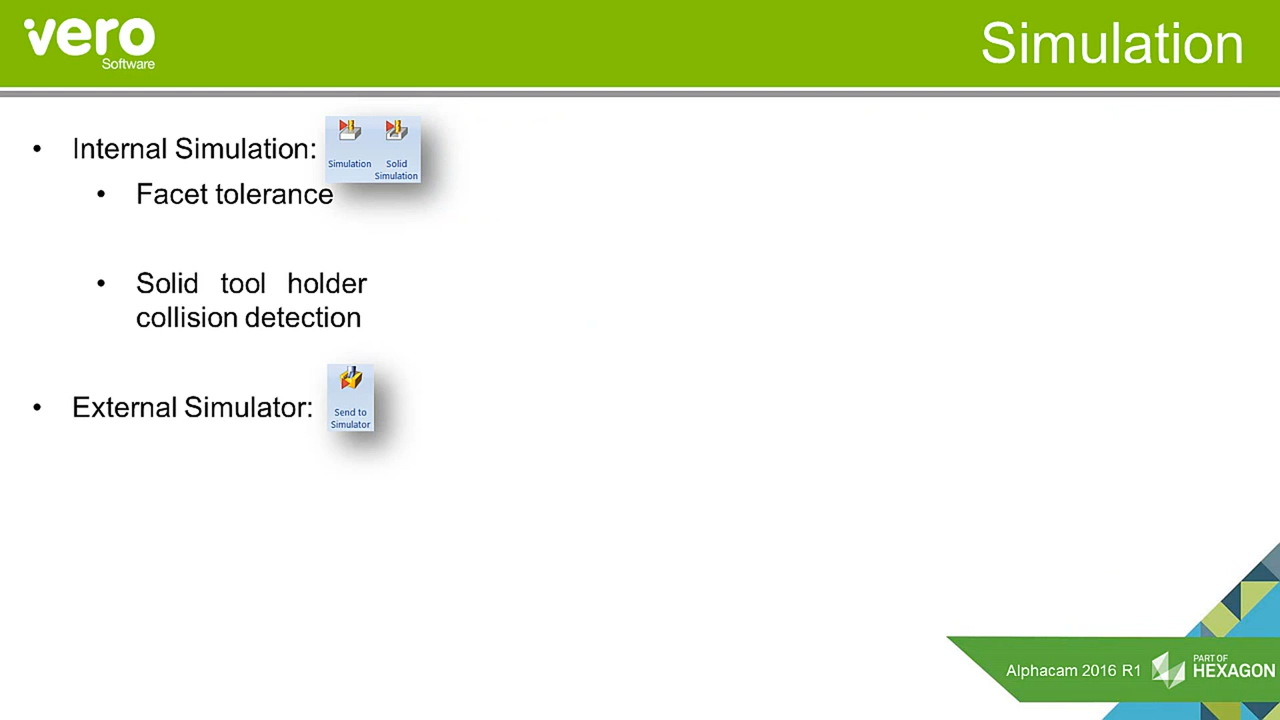 vero
Software
Simulation
• Internal Simulation:
Simulation
Solid
Simulation
• Facet tolerance
• Solid tool holder
collision detection
• External Simulator:
Send to
Simulator
Alphacam 2016 R1
PART OF
HEXAGON